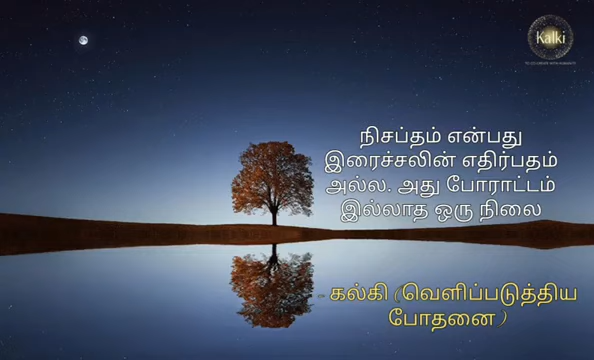 Kalki
நிசப்தம் என்பது
இரைச்சலின் எதிர்பதம்
அல்ல. அது போராட்டம்
இல்லாத ஒரு நிலை
- கல்கி (வெளிப்படுத்திய
போதனை )